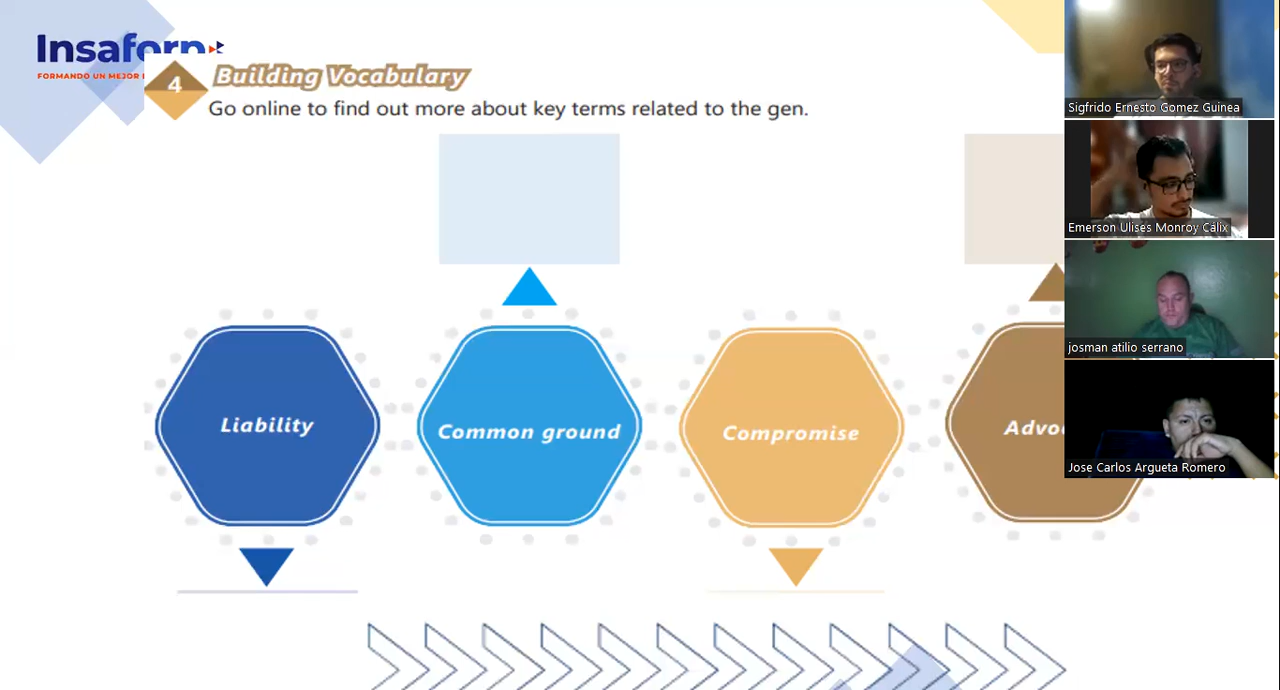 Insaforp
FORMANDO UN MEJOR
4
Building Vocabulary
Go online to find out more about key terms related to the gen.
Liability
Common ground
Compromise
Sigfrido Ernesto Gomez Guinea
Emerson Ulises Monroy Cálix
josman atilio serrano
Jose Carlos Argueta Romero